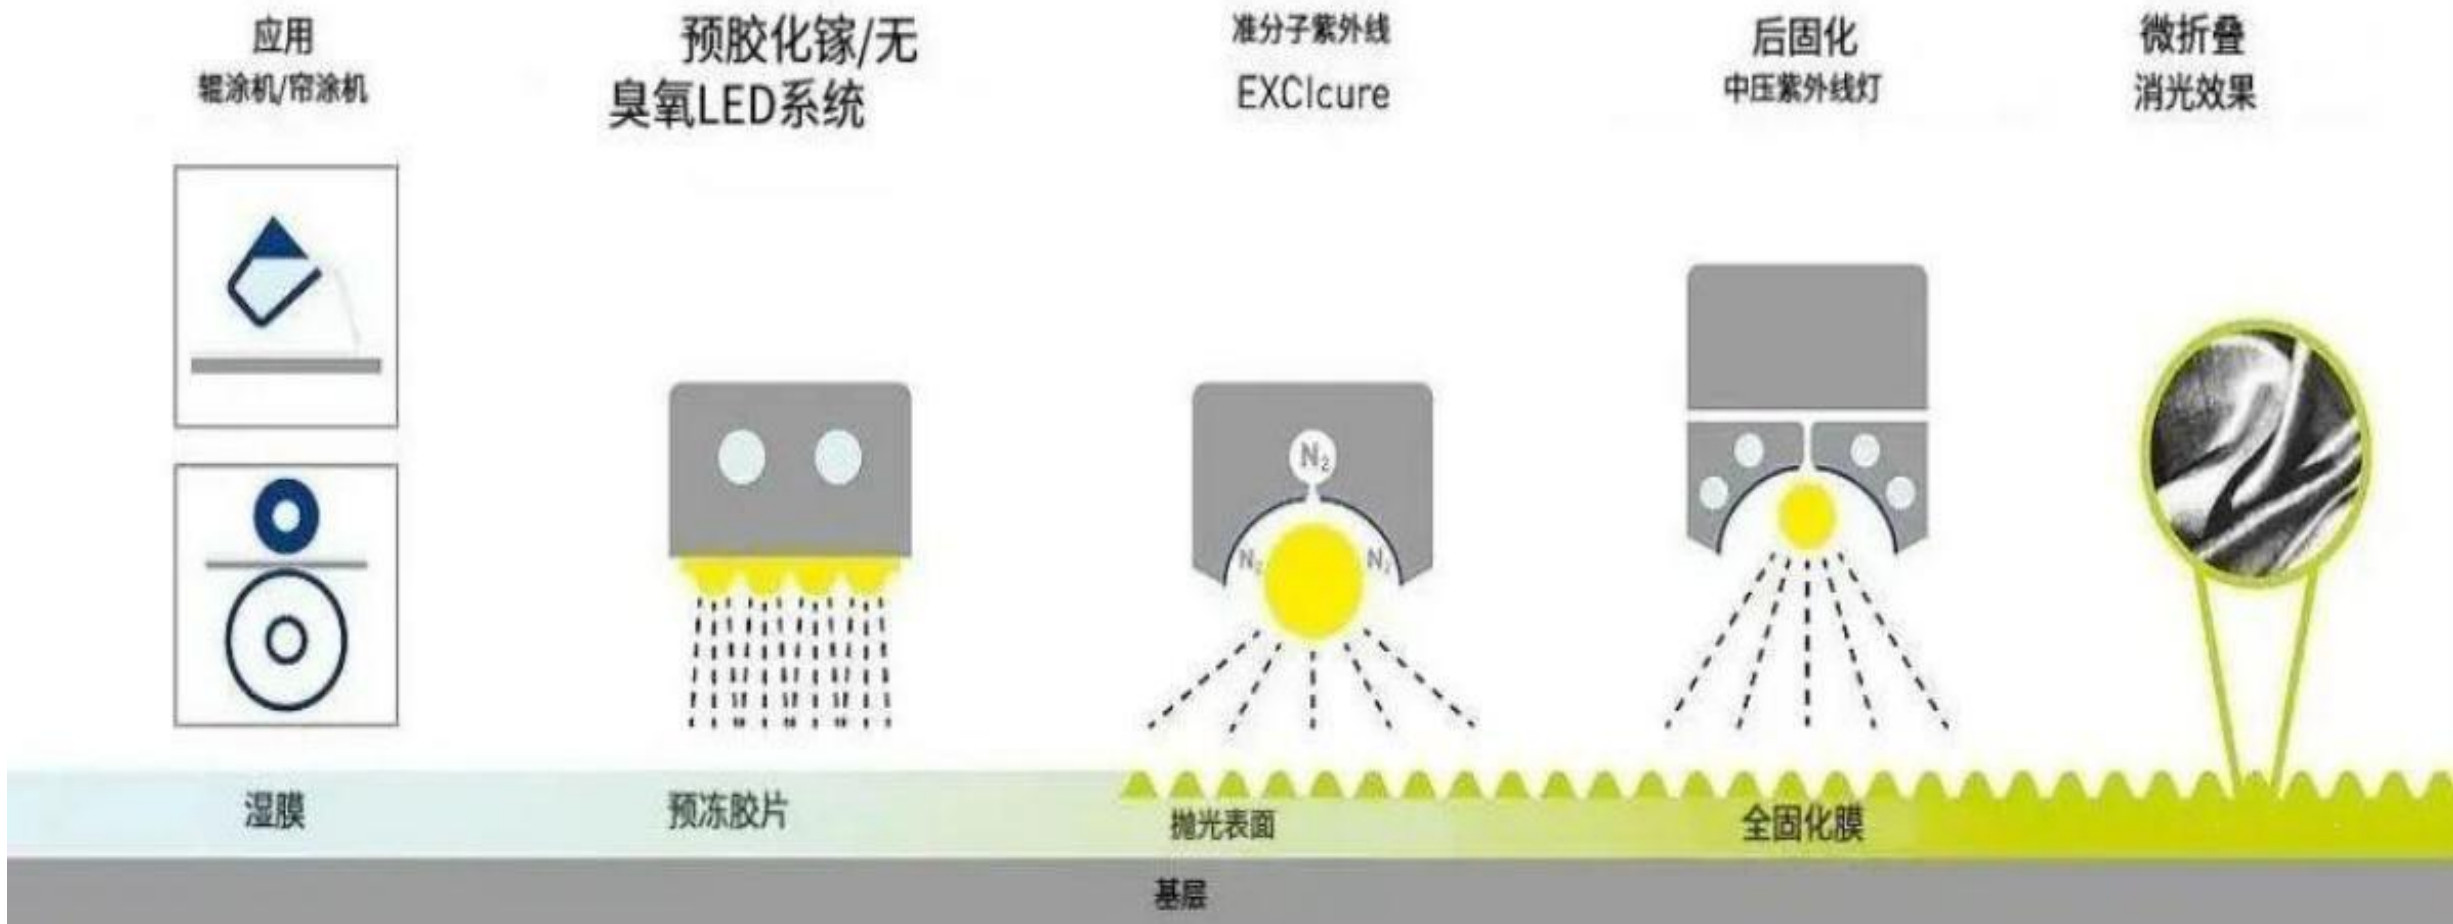 应用
辊涂机/帘涂机
预胶化镓/无
臭氧LED系统
准分子紫外线
EXCIcure
后固化
中压紫外线灯
微折叠
消光效果
N₂
N₂
N₂
湿膜
预冻胶片
抛光表面
全固化膜
基层